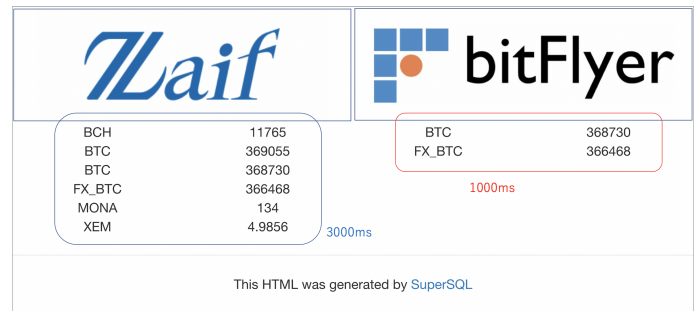 Zaif
bitFlyer
BCH 11765
BTC 369055
BTC 368730
FX_BTC 366468
MONA 134
XEM 4.9856
3000ms
BTC 368730
FX_BTC 366468
1000ms
This HTML was generated by SuperSQL